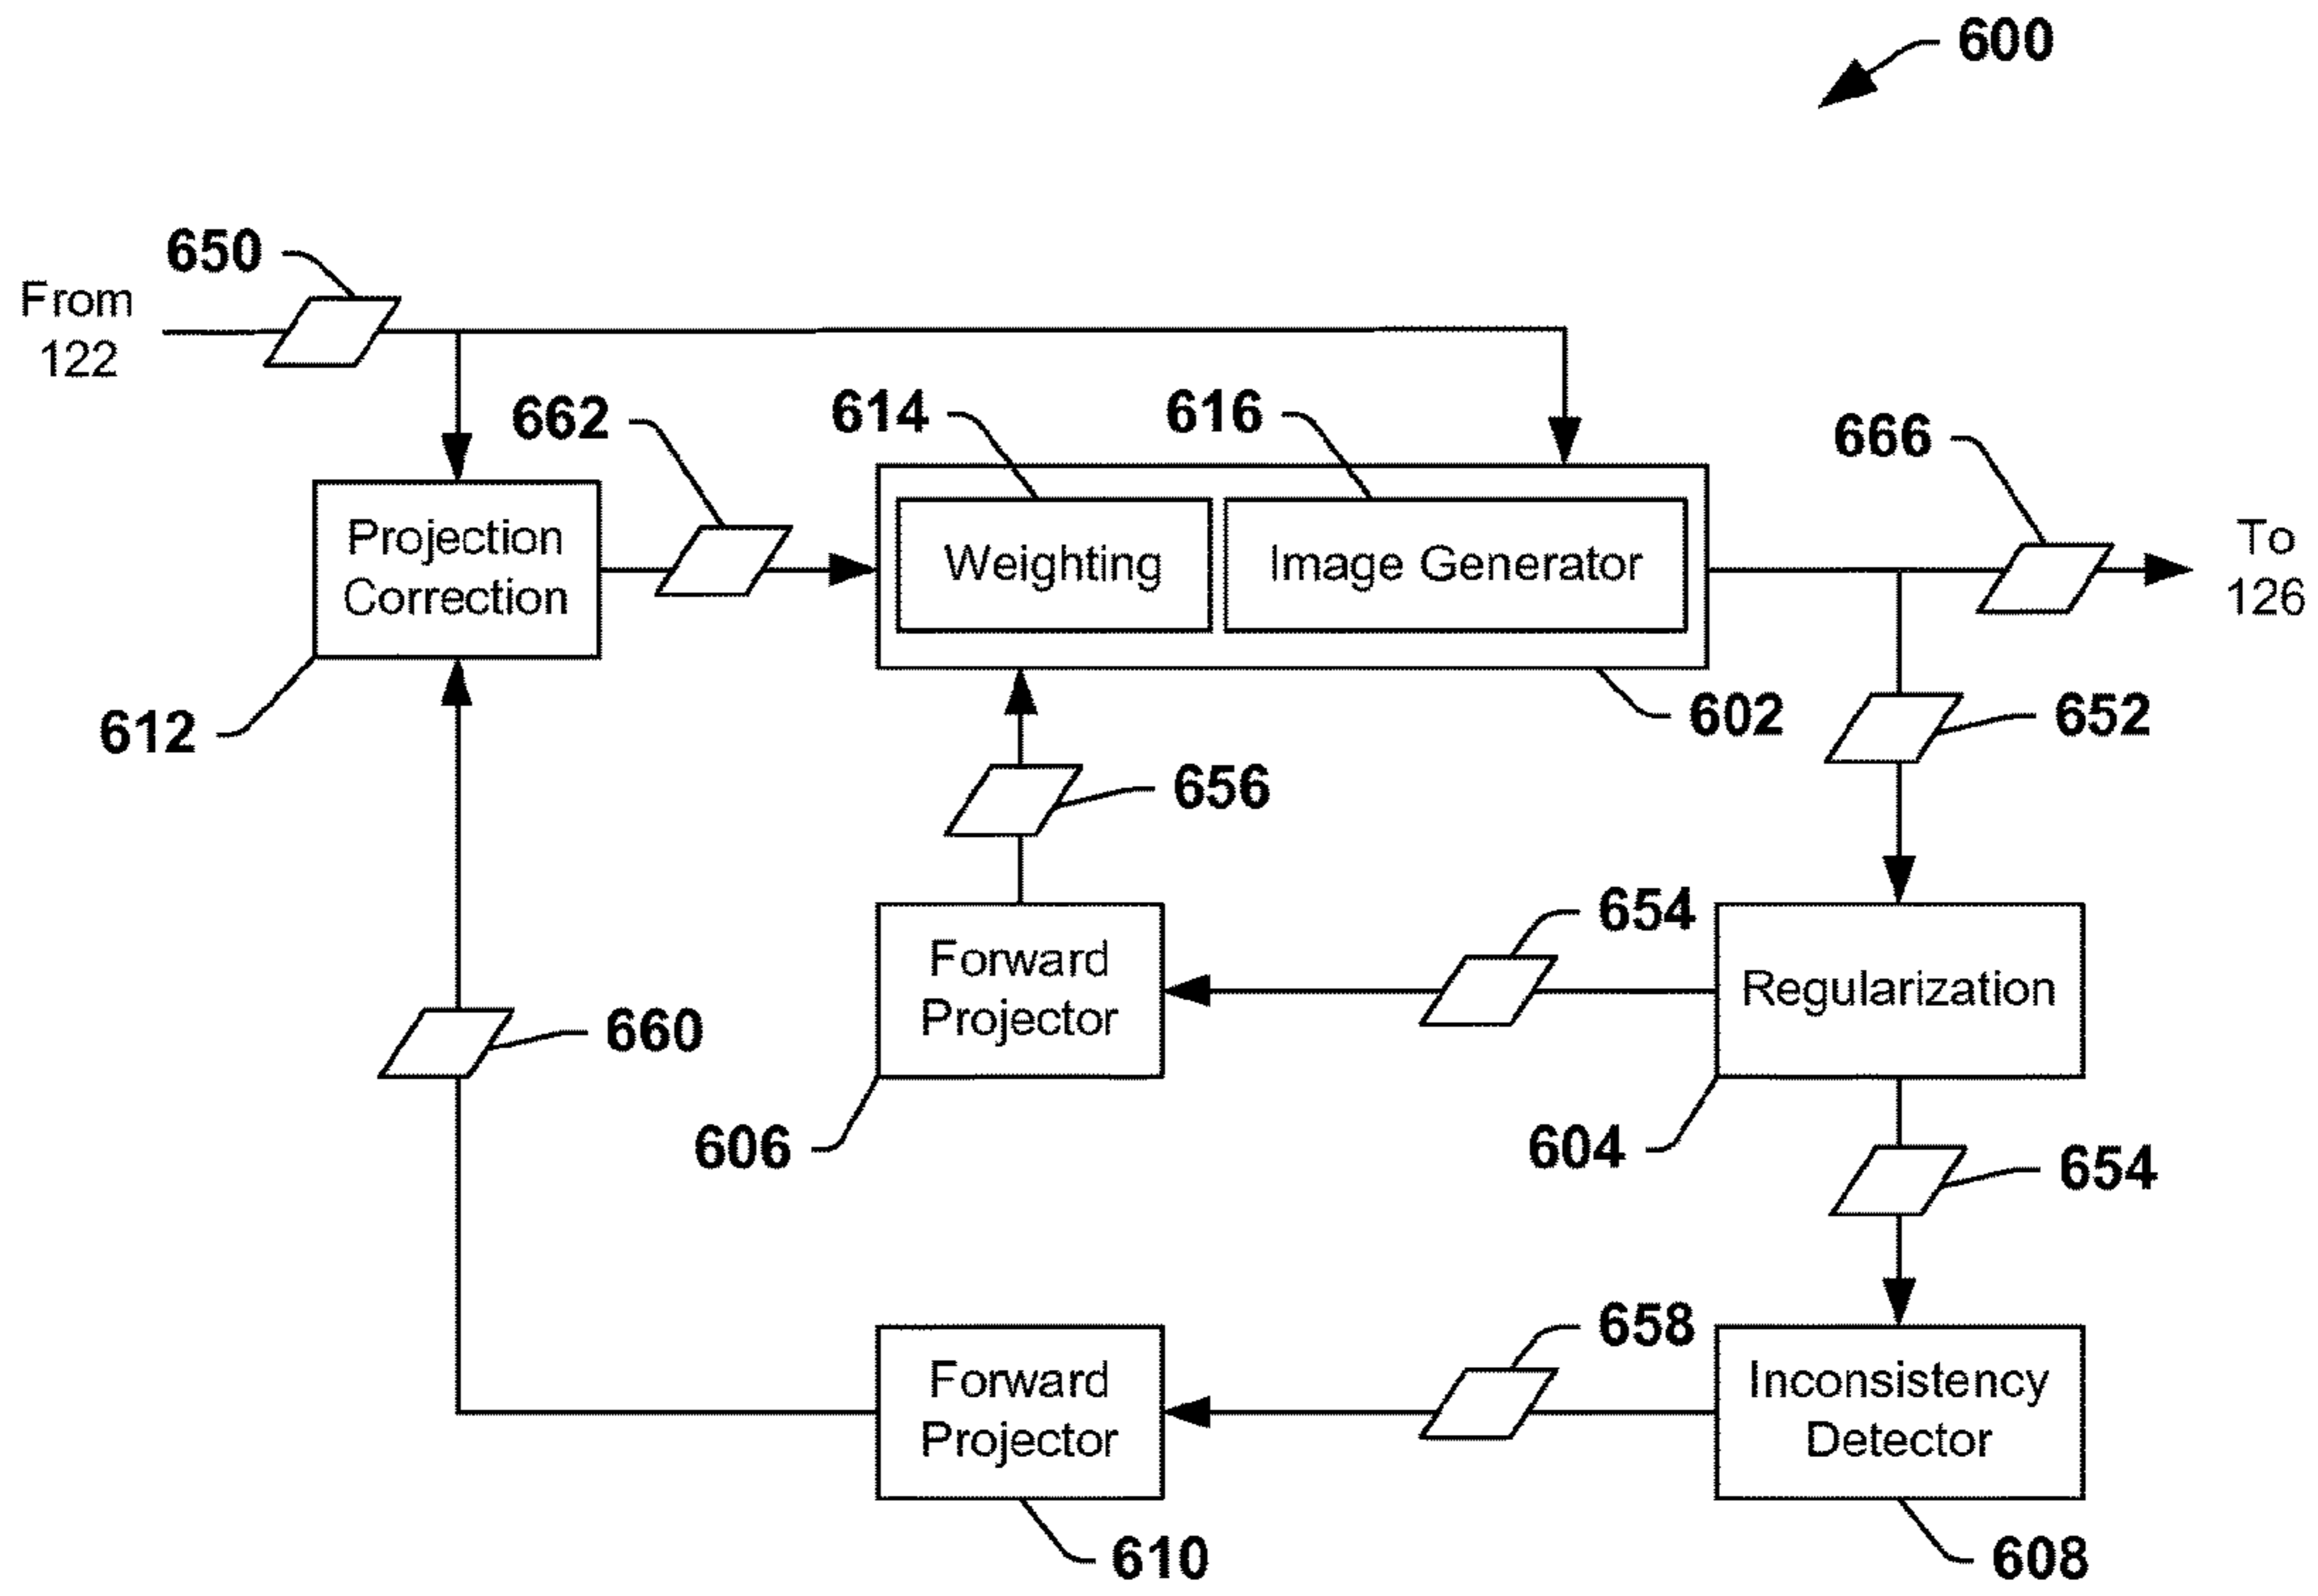 600
650
From
122
662
614
616
666
Projection
Correction
Weighting
Image Generator
To
126
612
602
652
656
654
Forward
Projector
Regularization
660
606
604
654
658
Forward
Projector
Inconsistency
Detector
610
608